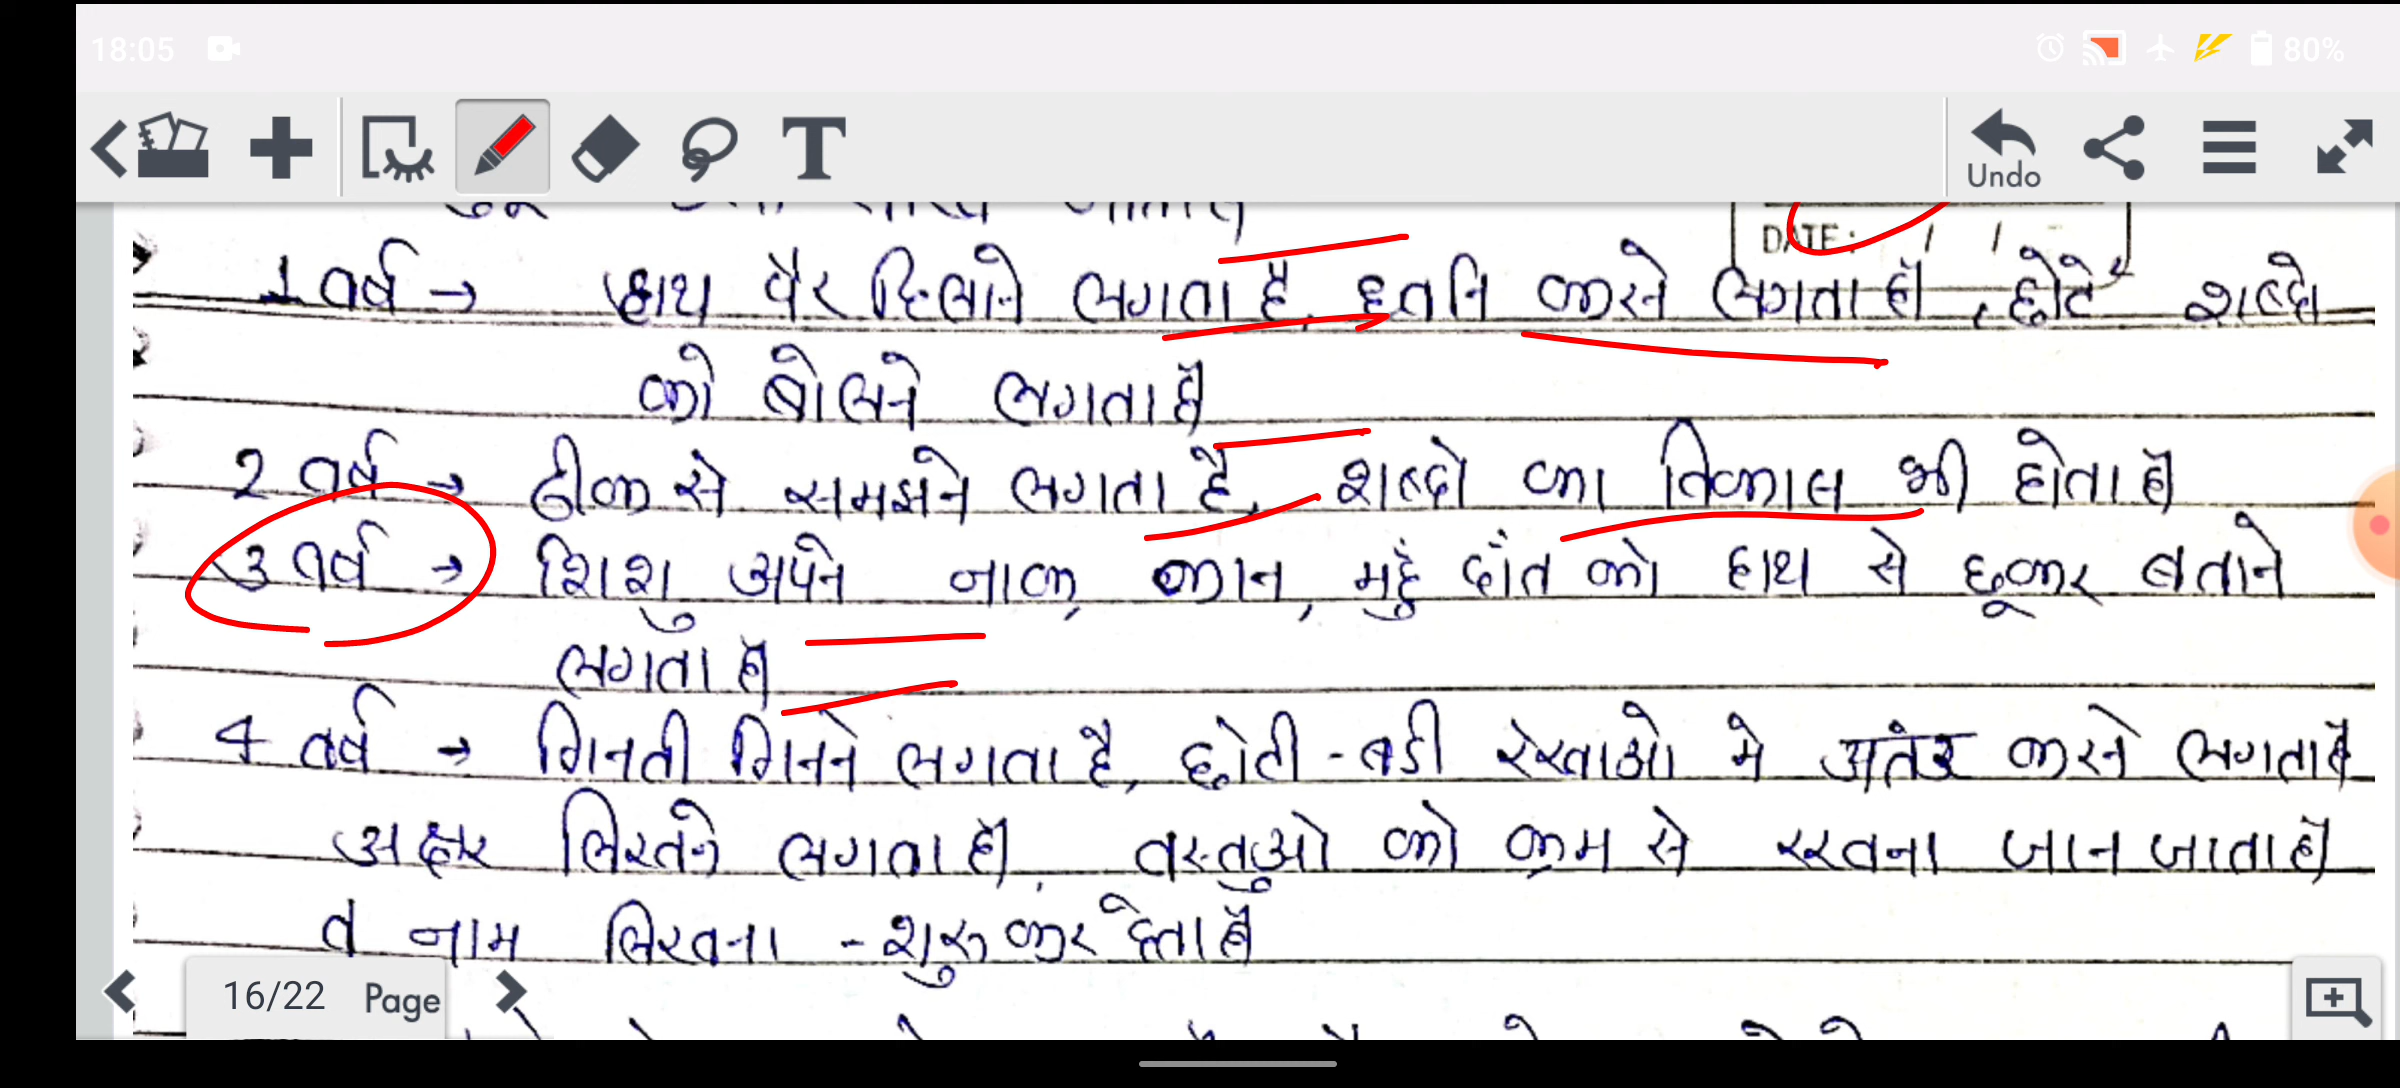 18:05 80%
Undo
DATE: / /
1 वर्ष → हाथ पैर हिलाने लगता है, ध्वनि करने लगता है, छोटे शब्दो
को बोलने लगता है
2 वर्ष → ठीक से समझने लगता है, शब्दो का विकास भी होता है
3 वर्ष → शिशु अपने नाक, कान, मुहं दाँत को हाथ से छूकर बताने
लगता है
4 वर्ष → गिनती गिनने लगता है, छोटी-बडी रेखाओ मे अतंर करने लगता है
अक्षर लिखने लगता है, वस्तुओ को क्रम से रखना जान जाता है
व नाम लिखना - शुरु कर देता है
16/22 Page